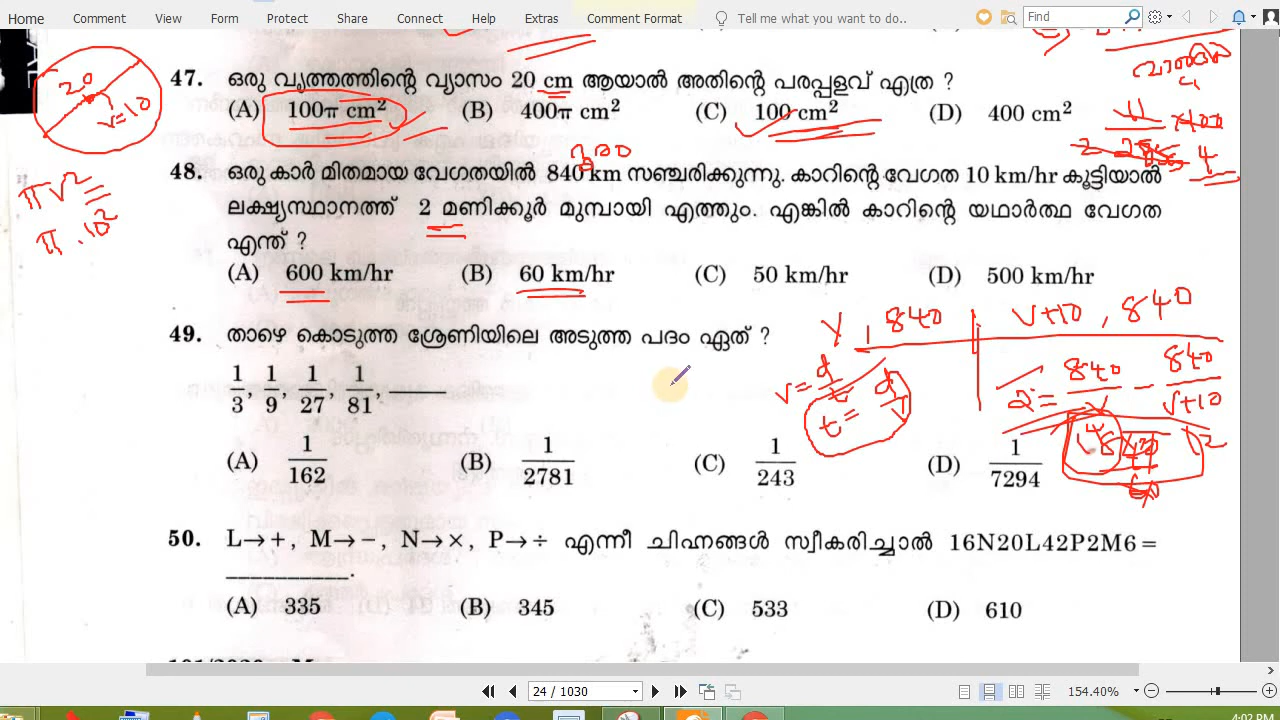 Home Comment View Form Protect Share Connect Help Extras Comment Format Tell me what you want to do.. Find
20
r=10
47. ഒരു വൃത്തത്തിന്റെ വ്യാസം 20 cm ആയാൽ അതിന്റെ പരപ്പളവ് എത്ര ?
(A) 100π cm² (B) 400π cm² (C) 100 cm² (D) 400 cm²
πr²=
π.10²
48. ഒരു കാർ മിതമായ വേഗതയിൽ 840 km സഞ്ചരിക്കുന്നു. കാറിന്റെ വേഗത 10 km/hr കൂട്ടിയാൽ
ലക്ഷ്യസ്ഥാനത്ത് 2 മണിക്കൂർ മുമ്പായി എത്തും. എങ്കിൽ കാറിന്റെ യഥാർത്ഥ വേഗത
എന്ത് ?
(A) 600 km/hr (B) 60 km/hr (C) 50 km/hr (D) 500 km/hr
840 v+10, 840
v=d/t
t=d/v
2=840/v-840/v+10
49. താഴെ കൊടുത്ത ശ്രേണിയിലെ അടുത്ത പദം ഏത് ?
1/3, 1/9, 1/27, 1/81, ———
(A) 1/162 (B) 1/2781 (C) 1/243 (D) 1/7294
50. L→+, M→−, N→×, P→÷ എന്നീ ചിഹ്നങ്ങൾ സ്വീകരിച്ചാൽ 16N20L42P2M6 =
___________.
(A) 335 (B) 345 (C) 533 (D) 610
24 / 1030 154.40%
4:02 PM